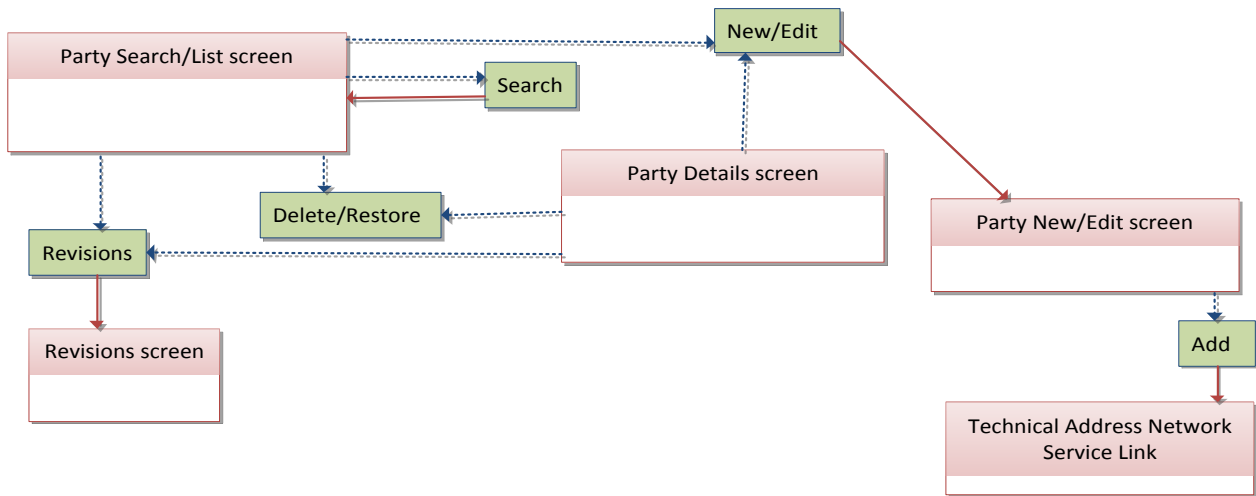 New/Edit
Party Search/List screen
Search
Party Details screen
Delete/Restore
Party New/Edit screen
Revisions
Revisions screen
Add
Technical Address Network
Service Link